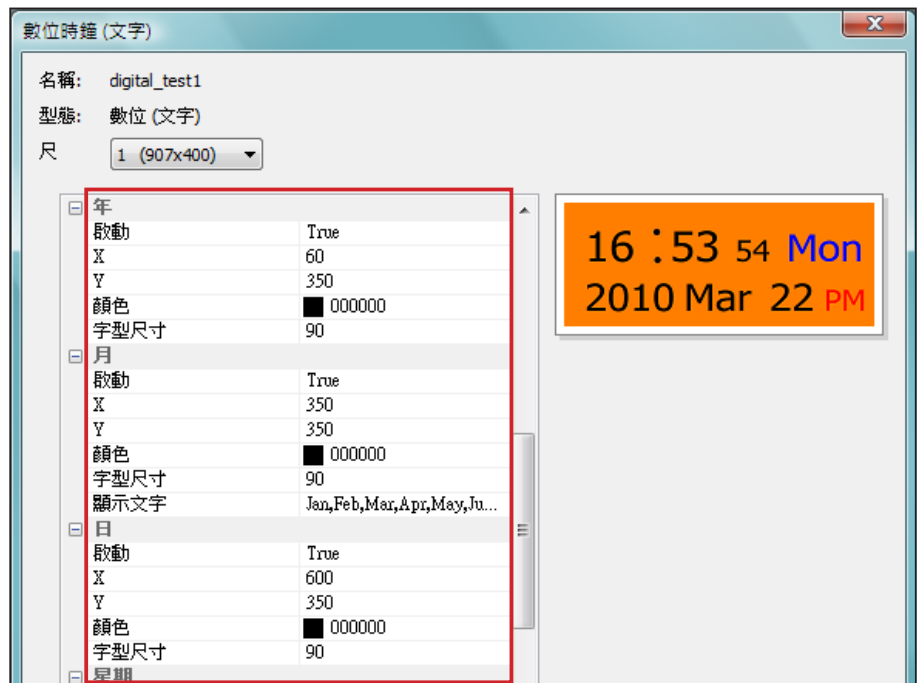 數位時鐘 (文字)
名稱: digital_test1
型態: 數位 (文字)
尺 1 (907x400)
年
啟動 True
X 60
Y 350
顏色 000000
字型尺寸 90
月
啟動 True
X 350
Y 350
顏色 000000
字型尺寸 90
顯示文字 Jan,Feb,Mar,Apr,May,Ju...
日
啟動 True
X 600
Y 350
顏色 000000
字型尺寸 90
星期
16:53 54 Mon
2010 Mar 22 PM